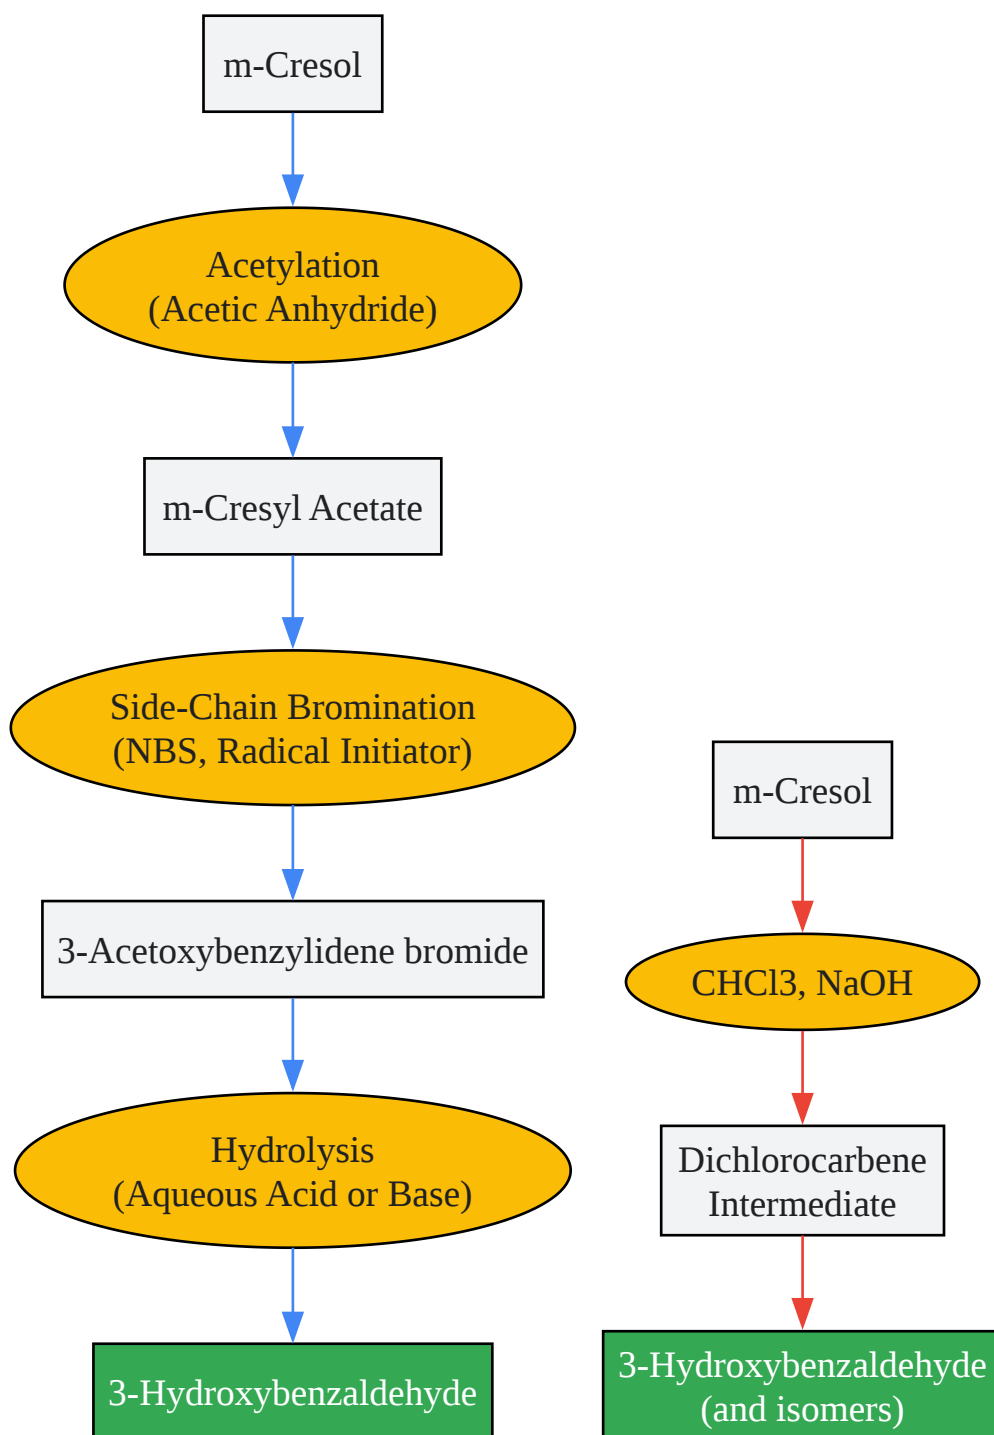 m-Cresol
Acetylation
(Acetic Anhydride)
m-Cresyl Acetate
Side-Chain Bromination
(NBS, Radical Initiator)
3-Acetoxybenzylidene bromide
Hydrolysis
(Aqueous Acid or Base)
3-Hydroxybenzaldehyde
m-Cresol
CHCl3, NaOH
Dichlorocarbene
Intermediate
3-Hydroxybenzaldehyde
(and isomers)